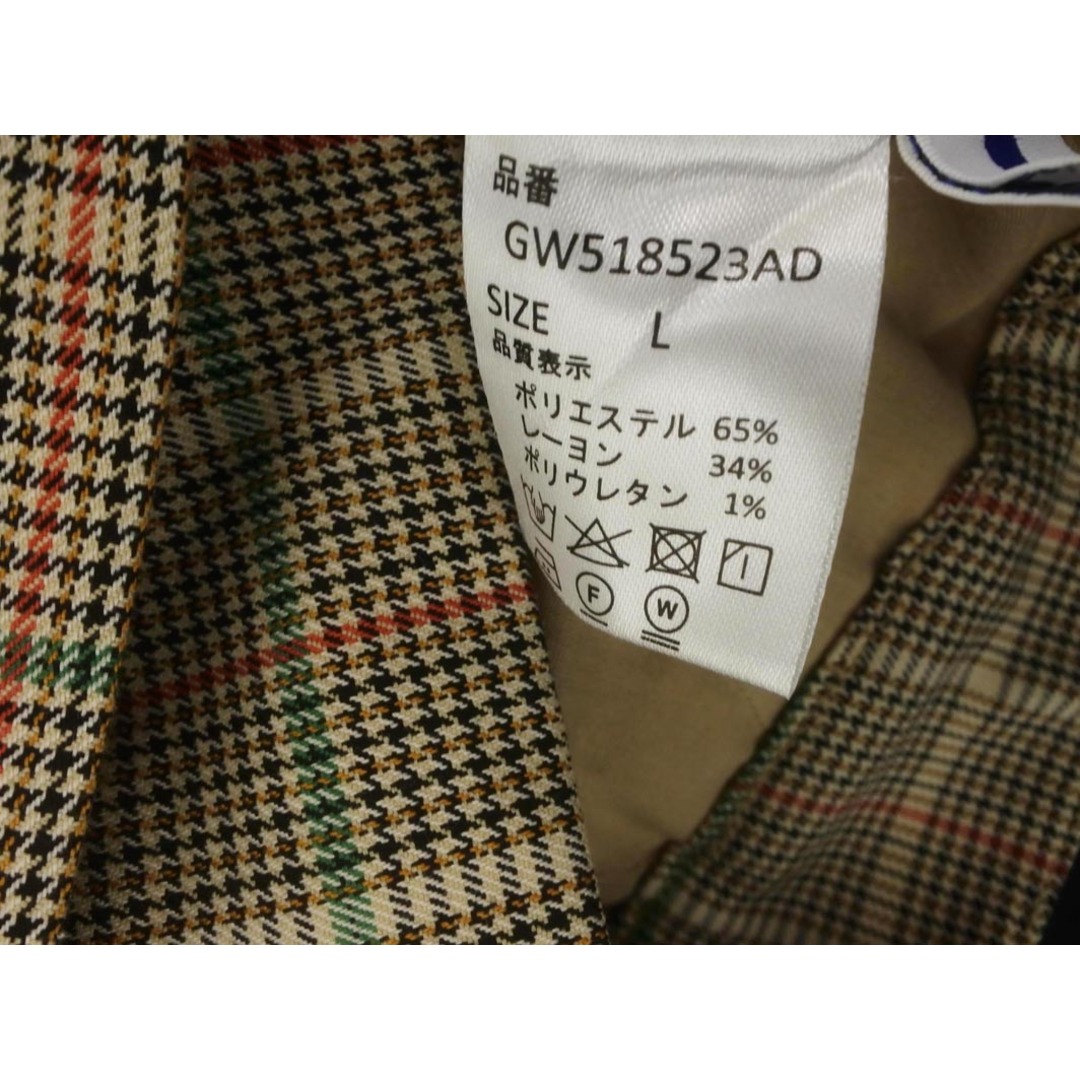 品番
GW518523AD
SIZE L
品質表示
ポリエステル 65%
レーヨン 34%
ポリウレタン 1%
F W